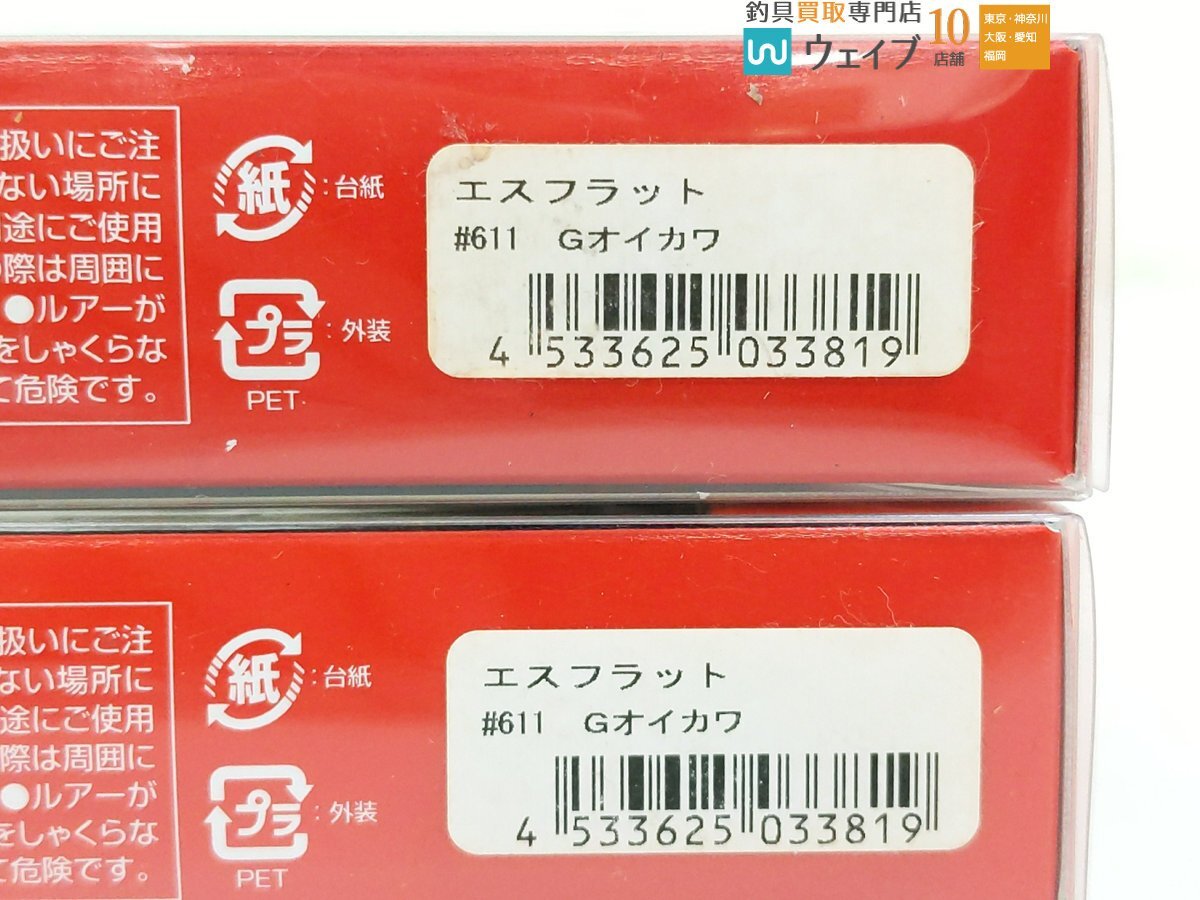 釣具買取専門店
ウェイブ
10
店舗
東京・神奈川
大阪・愛知
福岡
扱いにご注
ない場所に
途にご使用
際は周囲に
●ルアーが
をしゃくらな
て危険です。
紙
:台紙
プラ
:外装
PET
エスフラット
#611 Gオイカワ
4 533625 033819
扱いにご注
ない場所に
途にご使用
際は周囲に
●ルアーが
をしゃくらな
て危険です。
紙
:台紙
プラ
:外装
PET
エスフラット
#611 Gオイカワ
4 533625 033819